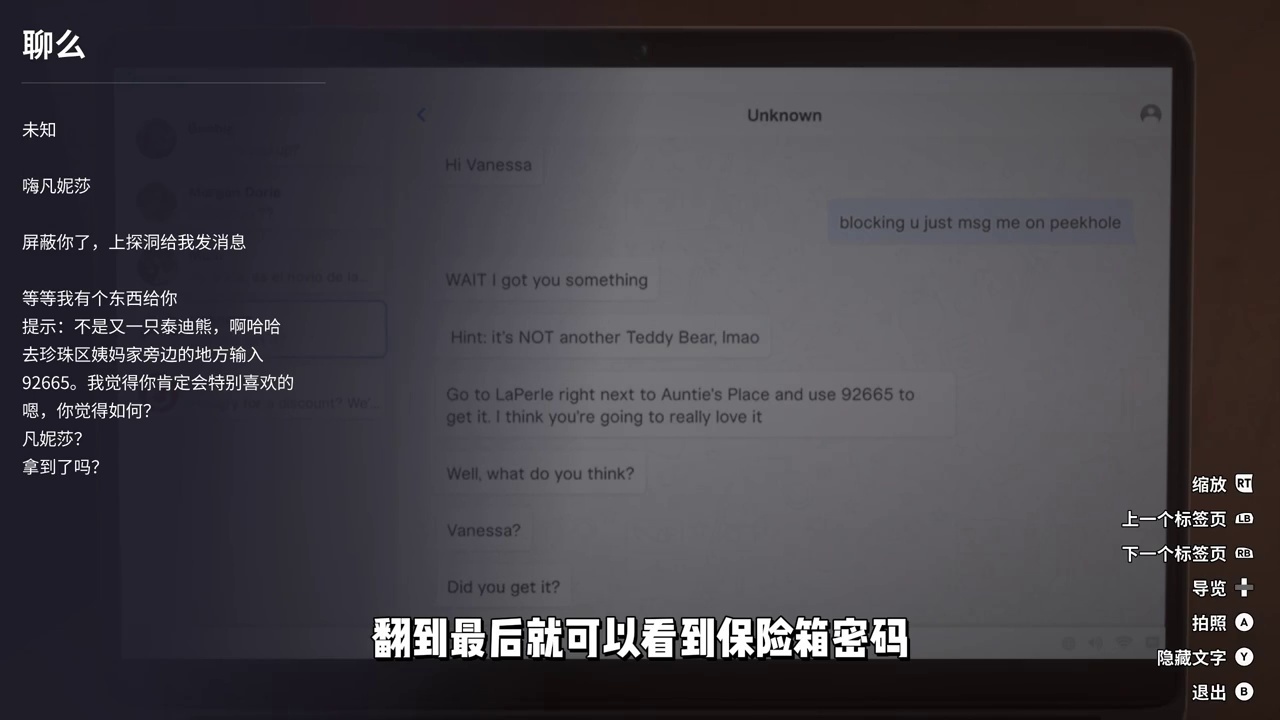 聊么
未知
嗨凡妮莎
屏蔽你了，上探洞给我发消息
等等我有个东西给你
提示：不是又一只泰迪熊，啊哈哈
去珍珠区姨妈家旁边的地方输入
92665。我觉得你肯定会特别喜欢的
嗯，你觉得如何？
凡妮莎？
拿到了吗？
Unknown
Hi Vanessa
blocking u just msg me on peekhole
WAIT I got you something
Hint: it's NOT another Teddy Bear, lmao
Go to LaPerle right next to Auntie's Place and use 92665 to
get it. I think you're going to really love it
Well, what do you think?
Vanessa?
Did you get it?
缩放 RT
上一个标签页 LB
下一个标签页 RB
导览
拍照 A
隐藏文字 Y
退出 B
翻到最后就可以看到保险箱密码